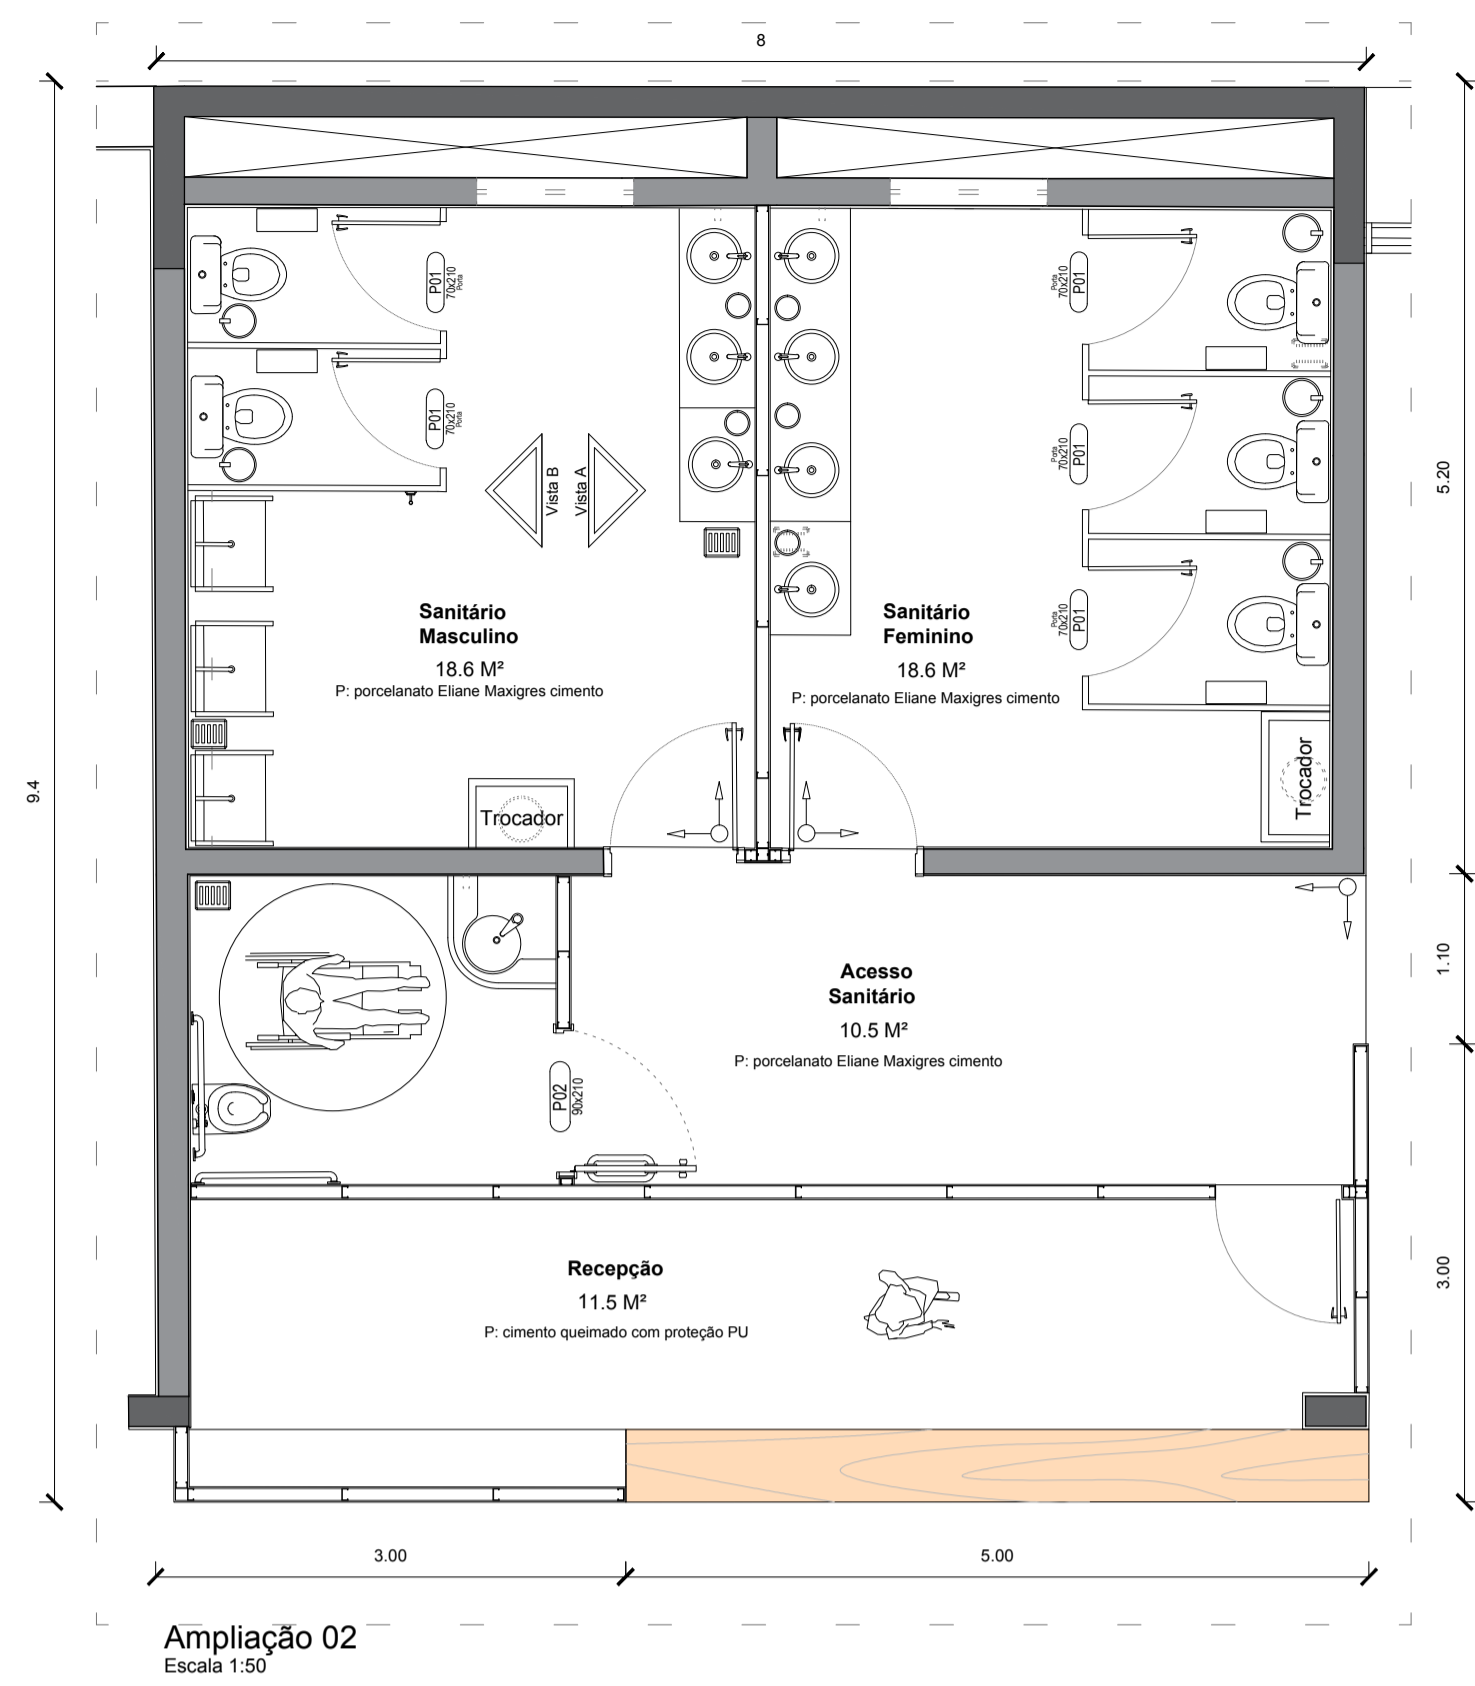 8
P01
70x210
Porta
P01
70x210
Porta
P01
70x210
Porta
P01
70x210
Porta
P01
70x210
Porta
Vista B
Vista A
5.20
Sanitário
Masculino
18.6 M²
P: porcelanato Eliane Maxigres cimento
Sanitário
Feminino
18.6 M²
P: porcelanato Eliane Maxigres cimento
9.4
Trocador
Trocador
1.10
Acesso
Sanitário
10.5 M²
P: porcelanato Eliane Maxigres cimento
P02
90x210
Recepção
11.5 M²
P: cimento queimado com proteção PU
3.00
3.00
5.00
Ampliação 02
Escala 1:50